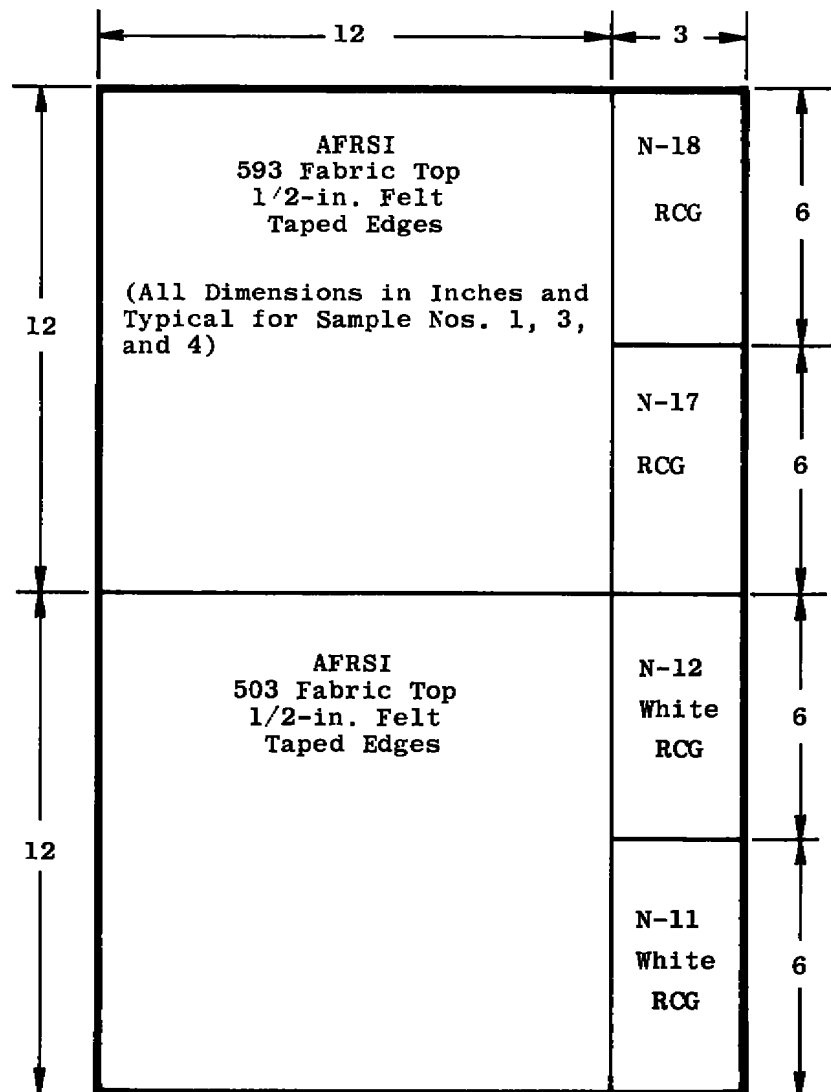 12
3
AFRSI
593 Fabric Top
1/2-in. Felt
Taped Edges
(All Dimensions in Inches and
Typical for Sample Nos. 1, 3,
and 4)
12
N-18
RCG
6
N-17
RCG
6
AFRSI
503 Fabric Top
1/2-in. Felt
Taped Edges
12
N-12
White
RCG
6
N-11
White
RCG
6